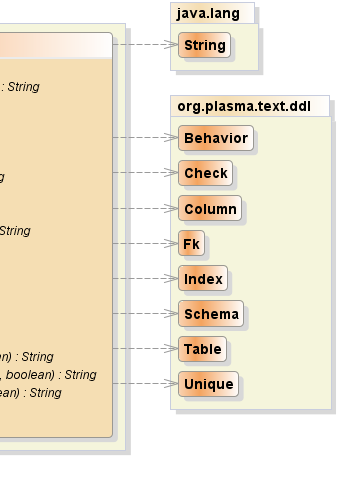 java.lang
String
: String
org.plasma.text.ddl
Behavior
Check
Column
String
Fk
Index
Schema
Table
an) : String
, boolean) : String
Unique
ean) : String